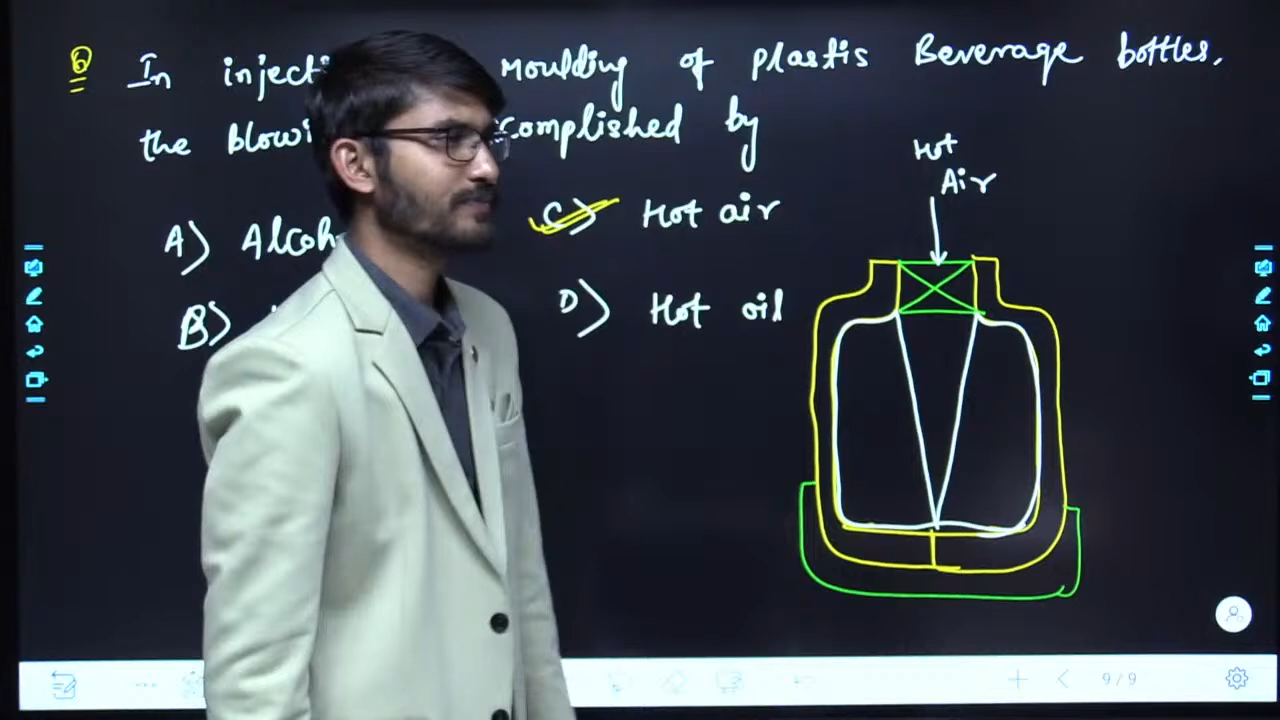 6 In injecti Moulding of plastis Beverage bottles,
the blowi complished by
A) Alcoh C) Hot air
B) D) Hot oil
Hot
Air
9/9